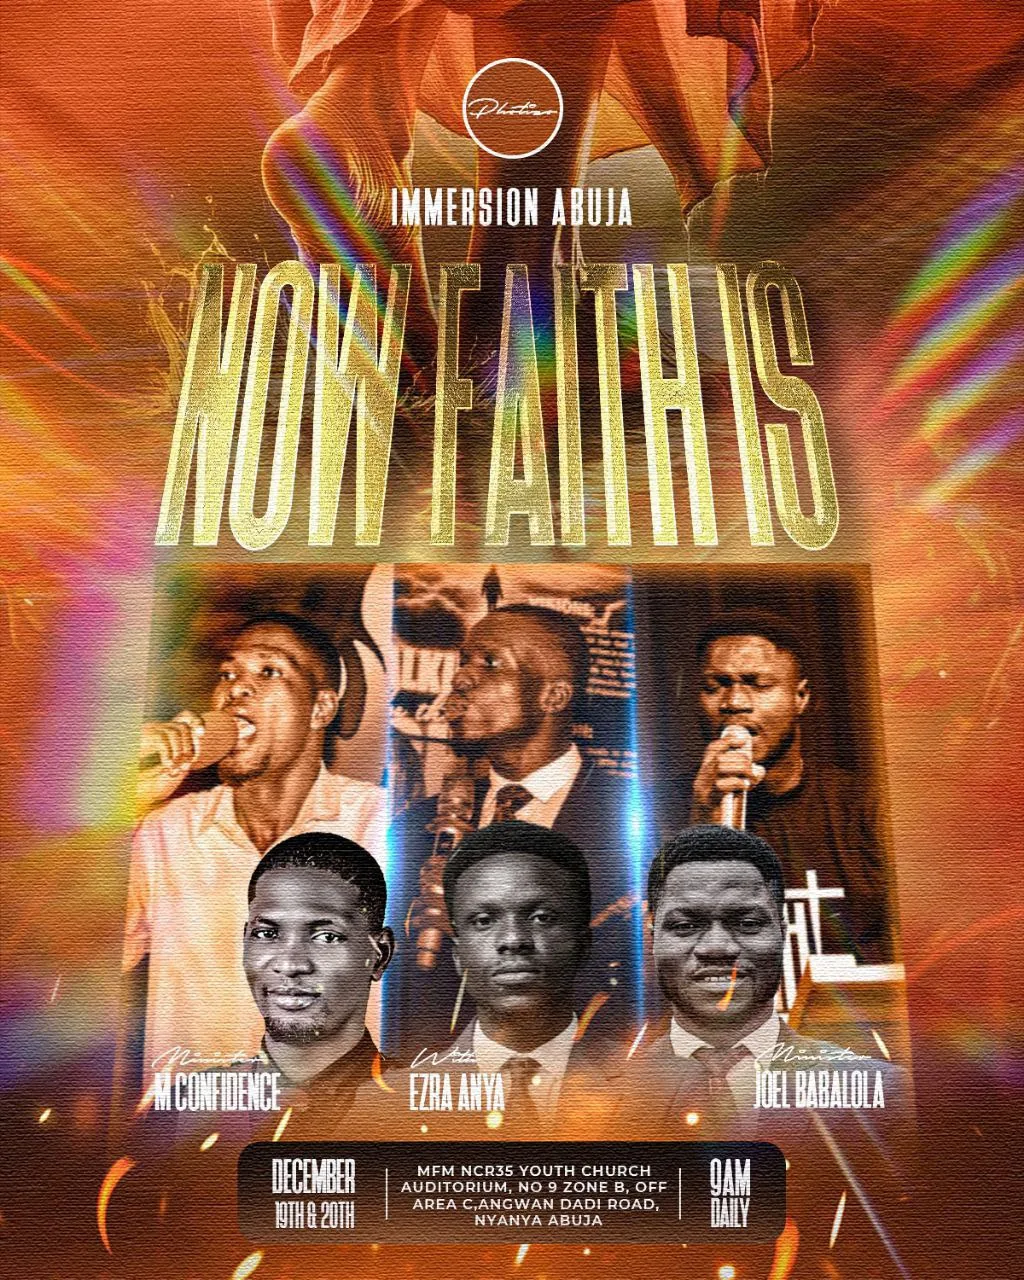 Photizo
IMMERSION ABUJA
NOW FAITH IS
Minister
M CONFIDENCE
With
EZRA ANYA
Minister
JOEL BABALOLA
DECEMBER
19TH & 20TH
MFM NCR35 YOUTH CHURCH
AUDITORIUM, NO 9 ZONE B, OFF
AREA C,ANGWAN DADI ROAD,
NYANYA ABUJA
9AM
DAILY